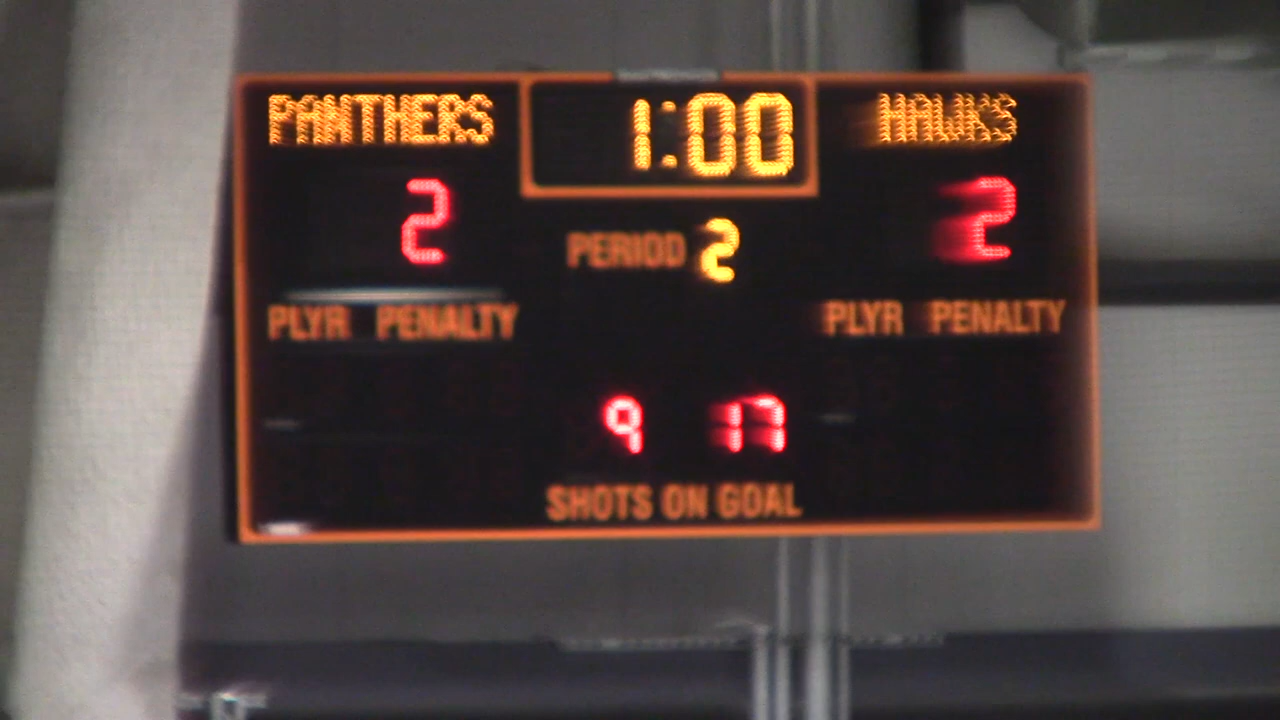 PANTHERS 1:00 HAWKS
2 PERIOD 2 2
PLYR PENALTY PLYR PENALTY
9 17
SHOTS ON GOAL